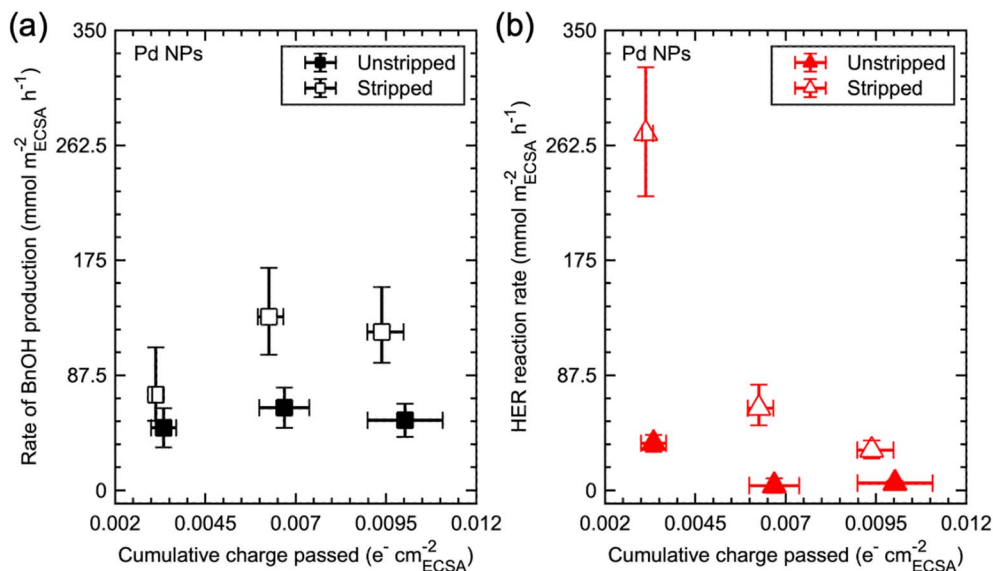 (a)
Pd NPs
Unstripped
Stripped
Rate of BnOH production (mmol m⁻²ECSA h⁻¹)
350
262.5
175
87.5
0
0.002
0.0045
0.007
0.0095
0.012
Cumulative charge passed (e⁻ cm⁻²ECSA)
(b)
Pd NPs
Unstripped
Stripped
HER reaction rate (mmol m⁻²ECSA h⁻¹)
350
262.5
175
87.5
0
0.002
0.0045
0.007
0.0095
0.012
Cumulative charge passed (e⁻ cm⁻²ECSA)